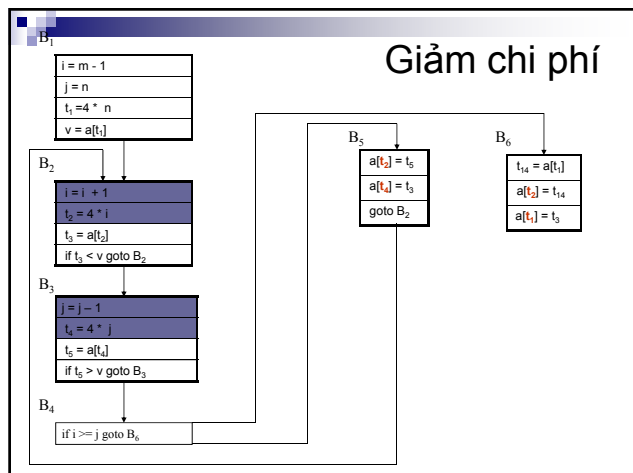 Giảm chi phí
B₁
i = m - 1
j = n
t₁ =4 * n
v = a[t₁]
B₂
i = i + 1
t₂ = 4 * i
t₃ = a[t₂]
if t₃ < v goto B₂
B₃
j = j – 1
t₄ = 4 * j
t₅ = a[t₄]
if t₅ > v goto B₃
B₄
if i >= j goto B₆
B₅
a[t₂] = t₅
a[t₄] = t₃
goto B₂
B₆
t₁₄ = a[t₁]
a[t₂] = t₁₄
a[t₁] = t₃